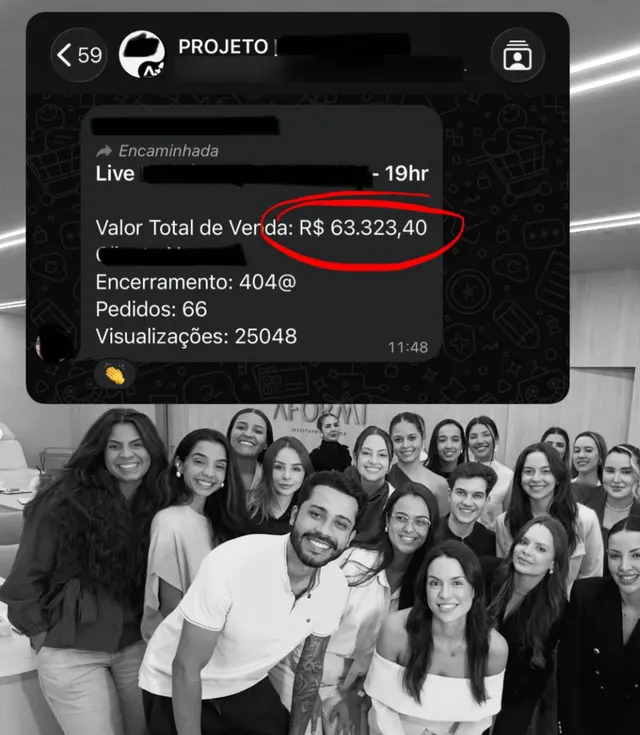 59
PROJETO
Encaminhada
Live - 19hr
Valor Total de Venda: R$ 63.323,40
Encerramento: 404@
Pedidos: 66
Visualizações: 25048
11:48